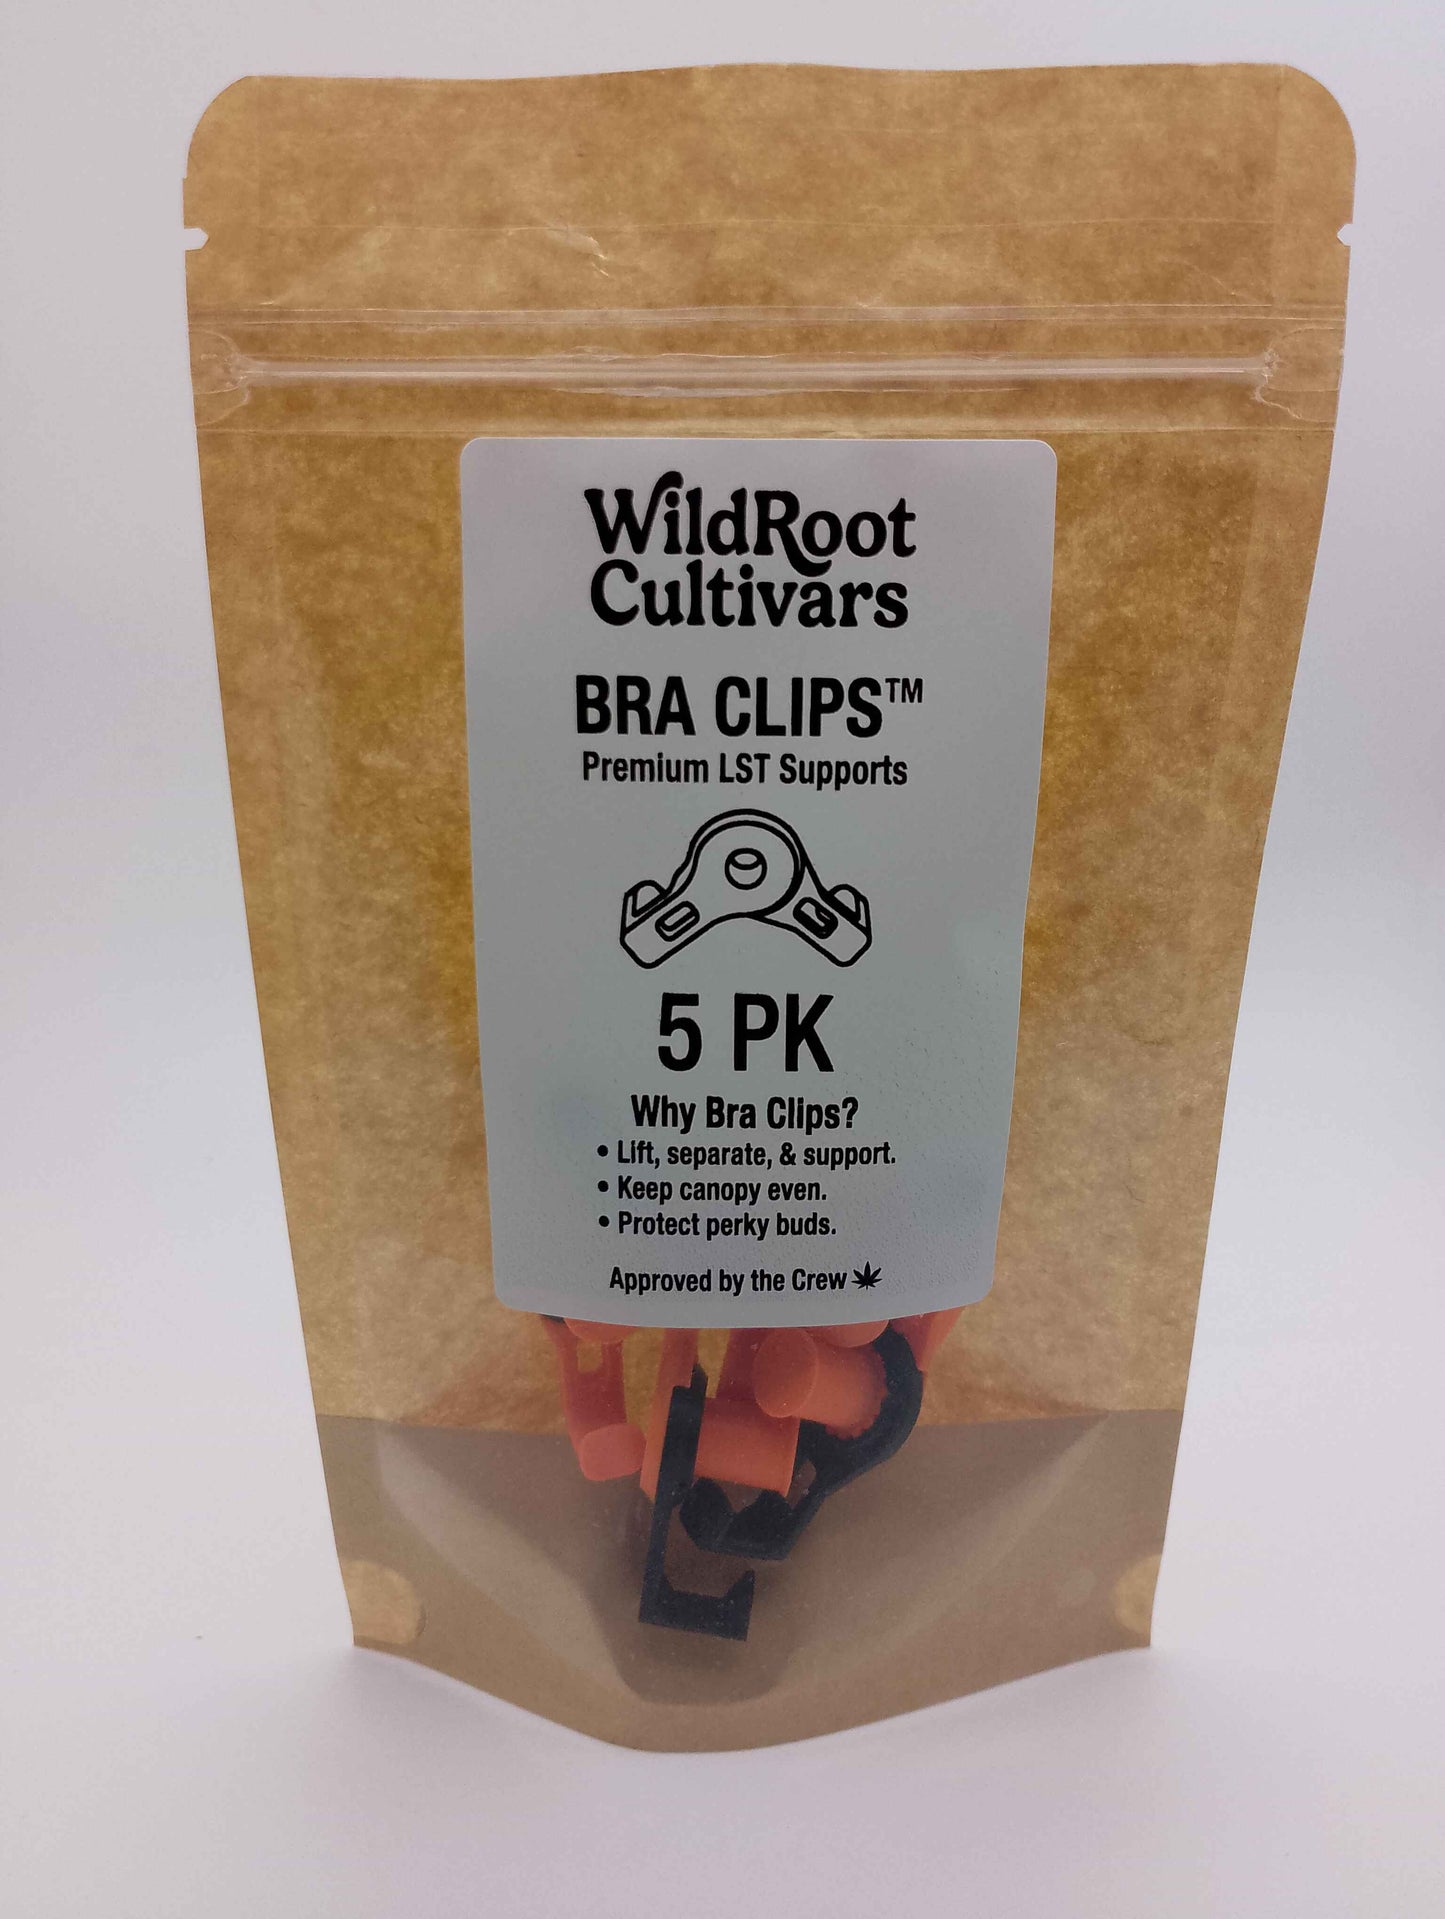 WildRoot
Cultivars
BRA CLIPS™
Premium LST Supports
5 PK
Why Bra Clips?
• Lift, separate, & support.
• Keep canopy even.
• Protect perky buds.
Approved by the Crew